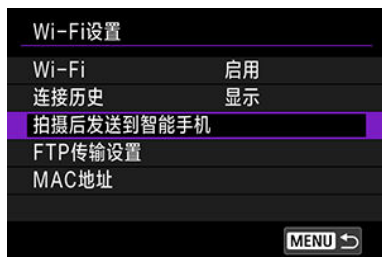 Wi-Fi设置
Wi-Fi 启用
连接历史 显示
拍摄后发送到智能手机
FTP传输设置
MAC地址
MENU